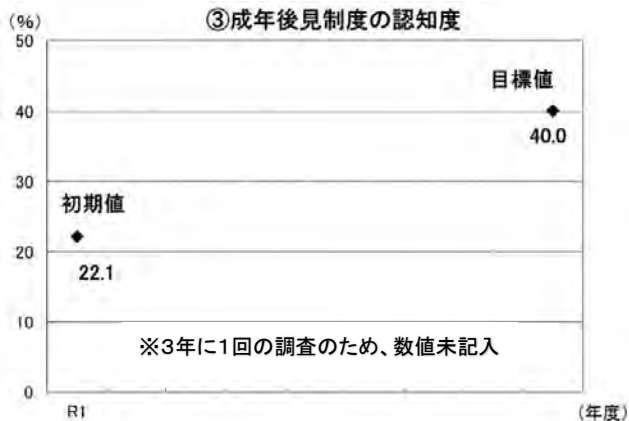 (%)
③成年後見制度の認知度
50
目標値
40
40.0
30
初期値
20
22.1
10
※3年に1回の調査のため、数値未記入
0
R1
(年度)